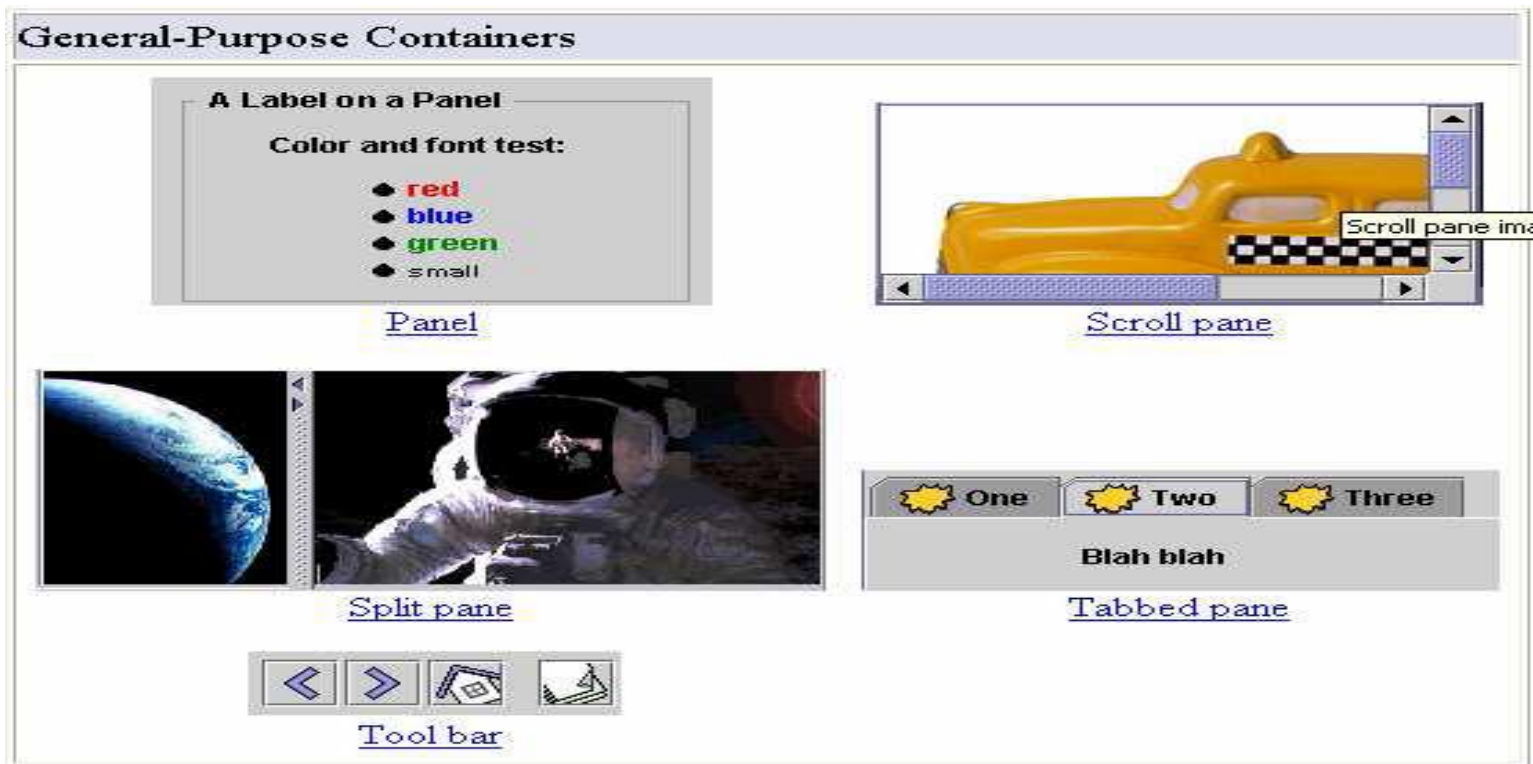 General-Purpose Containers
A Label on a Panel
Color and font test:
red
blue
green
small
Panel
Scroll pane
Scroll pane
Split pane
One Two Three
Blah blah
Tabbed pane
Tool bar